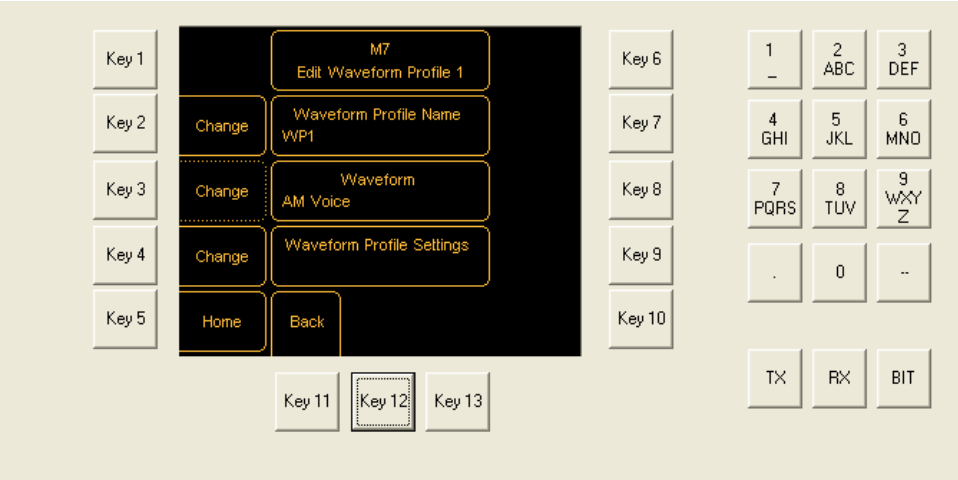 Key 1
M7
Edit Waveform Profile 1
Key 6
1
_
2
ABC
3
DEF
Key 2
Change
Waveform Profile Name
WP1
Key 7
4
GHI
5
JKL
6
MNO
Key 3
Change
Waveform
AM Voice
Key 8
7
PQRS
8
TUV
9
WXY
Z
Key 4
Change
Waveform Profile Settings
Key 9
.
0
--
Key 5
Home
Back
Key 10
Key 11
Key 12
Key 13
TX
RX
BIT